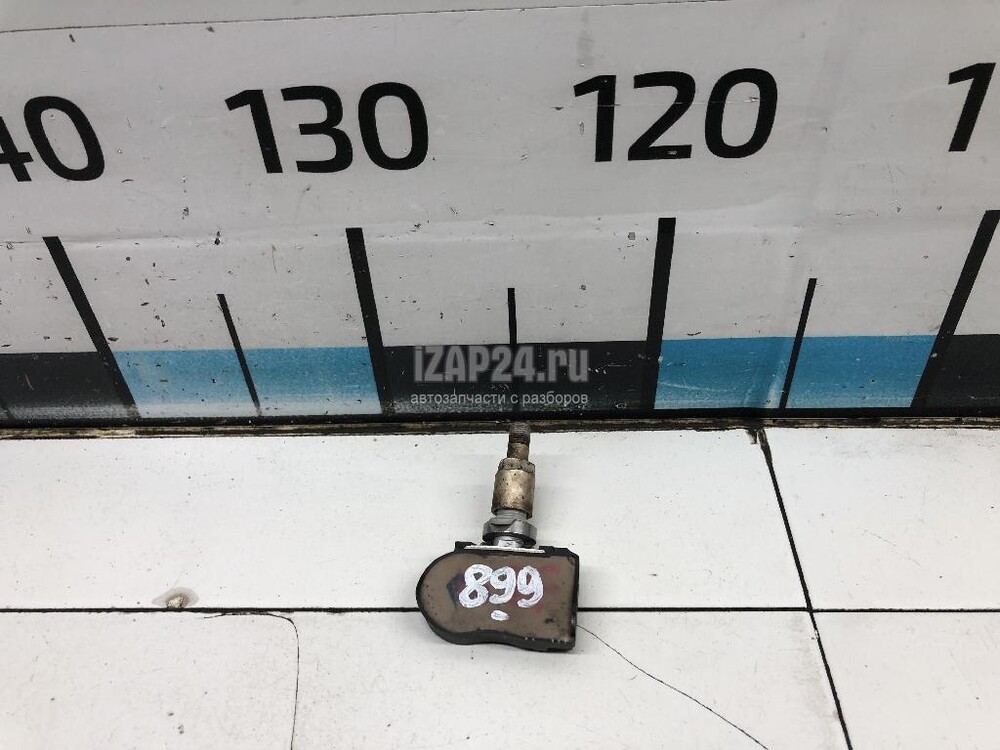 40 130 120 1
iZAP24.ru
автозапчасти с разборов
899